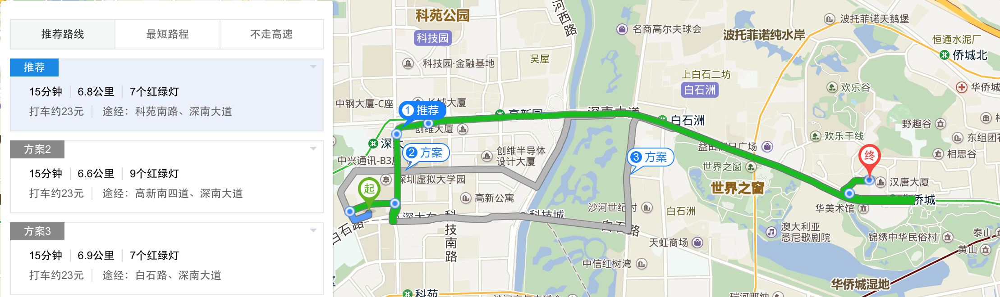 推荐路线
最短路程
不走高速
推荐
15分钟 6.8公里 7个红绿灯
打车约23元 途经：科苑南路、深南大道
方案2
15分钟 6.6公里 9个红绿灯
打车约23元 途经：高新南四道、深南大道
方案3
15分钟 6.9公里 7个红绿灯
打车约23元 途经：白石路、深南大道
科苑公园
科技园
河西路
名商高尔夫球会
波托菲诺天鹅堡
波托菲诺纯水岸
恒通水泥厂
侨城北
科技园·金融基地
吴屋
上白石二坊
白石洲
欢乐谷
华侨城
中钢大厦-C座
长城大厦
1 推荐
高新园
深南大道
白石洲
野趣谷
创维大厦
深大
欢乐干线
东组团
益田假日广场
2 方案
创维半导体
设计大厦
3 方案
中兴通讯-B3
相思谷
世界之窗
终
深圳虚拟大学园
汉唐大厦
世界之窗
起
高新公寓
华侨城
沙河世纪村
白石洲
华美术馆
深大东
科技城
科技南路
白石路
白石路
澳大利亚
悉尼歌剧院
锦绣中华民俗村
泰山
天虹商场
黄山
中信红树湾
华侨城湿地
科苑
沙河高尔夫球会
瑞河耶纳